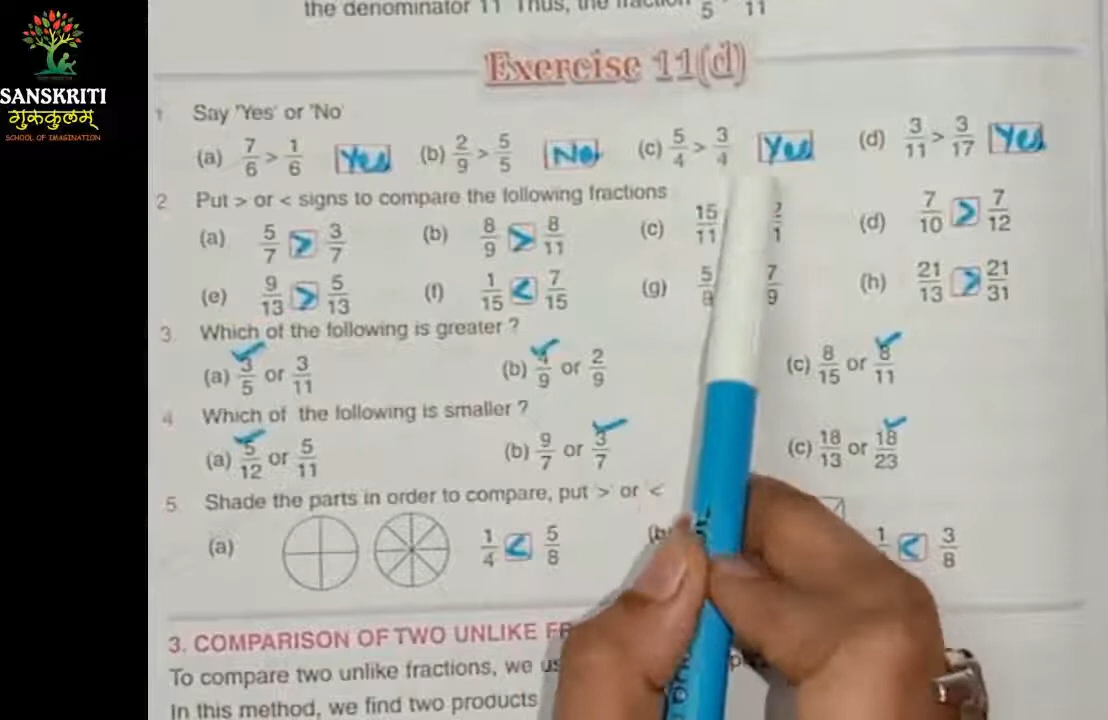 the denominator 11 Thus, the fraction 5 11
SANSKRITI
गुरुकुलम्
SCHOOL OF IMAGINATION
Exercise 11(d)
1 Say 'Yes' or 'No'
(a) 7/6 > 1/6 Yes (b) 2/9 > 5/5 No (c) 5/4 > 3/4 Yes (d) 3/11 > 3/17 Yes
2 Put > or < signs to compare the following fractions
(a) 5/7 > 3/7 (b) 8/9 > 8/11 (c) 15/11 (d) 7/10 > 7/12
(e) 9/13 > 5/13 (f) 1/15 < 7/15 (g) 7/9 (h) 21/13 > 21/31
3. Which of the following is greater ?
(a) 3/5 or 3/11 (b) 4/9 or 2/9 (c) 8/15 or 8/11
4 Which of the following is smaller ?
(a) 5/12 or 5/11 (b) 9/7 or 3/7 (c) 18/13 or 18/23
5. Shade the parts in order to compare, put > or <
(a) 1/4 < 5/8 (b) < 3/8
3. COMPARISON OF TWO UNLIKE
To compare two unlike fractions, we
In this method, we find two products